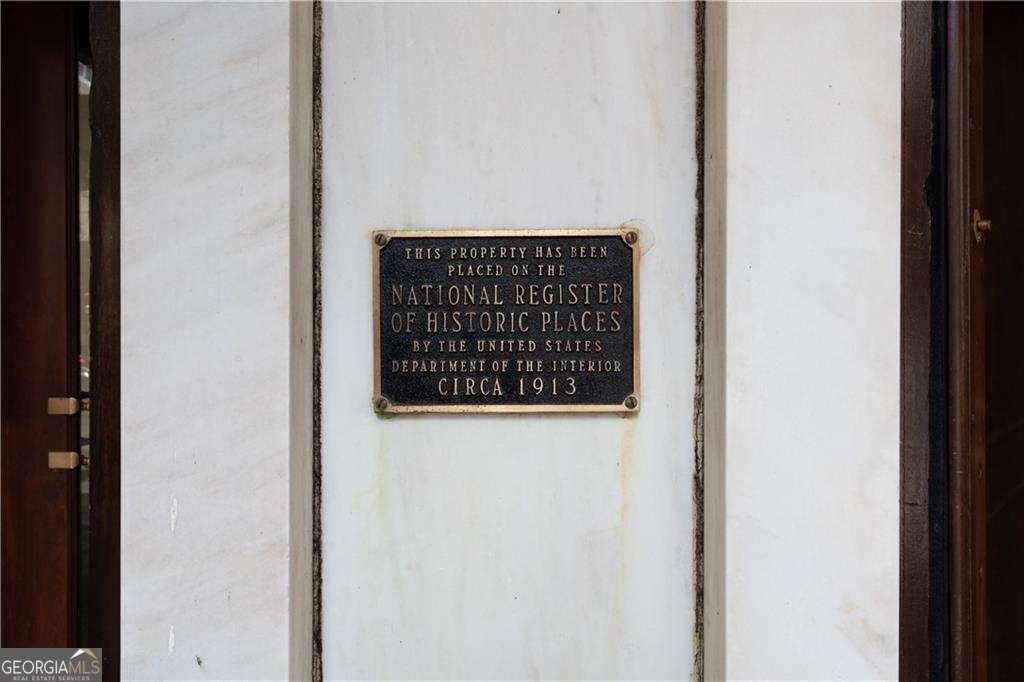 THIS PROPERTY HAS BEEN
PLACED ON THE
NATIONAL REGISTER
OF HISTORIC PLACES
BY THE UNITED STATES
DEPARTMENT OF THE INTERIOR
CIRCA 1913
GEORGIAMLS
REAL ESTATE SERVICES